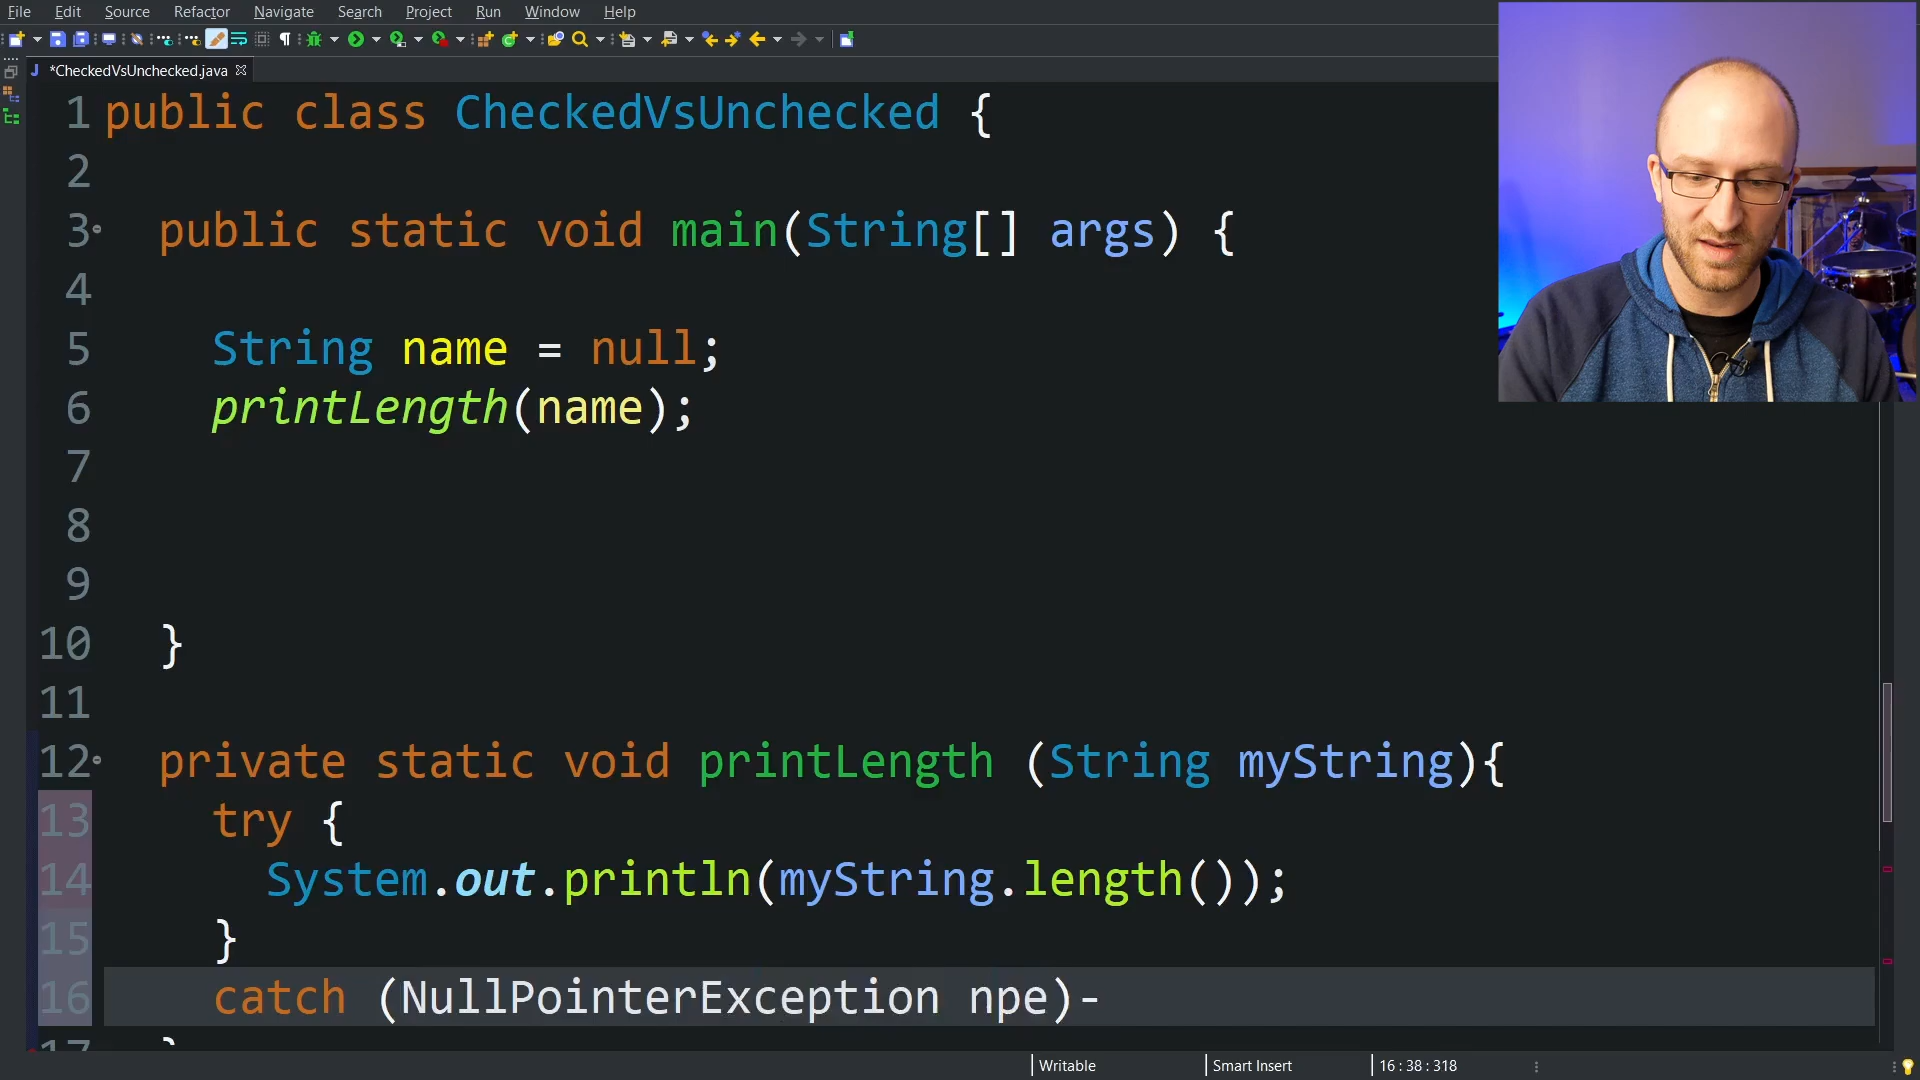 File Edit Source Refactor Navigate Search Project Run Window Help
*CheckedVsUnchecked.java
1 public class CheckedVsUnchecked {
2
3 public static void main(String[] args) {
4
5 String name = null;
6 printLength(name);
7
8
9
10 }
11
12 private static void printLength (String myString){
13 try {
14 System.out.println(myString.length());
15 }
16 catch (NullPointerException npe)-
17 }
Writable Smart Insert 16 : 38 : 318